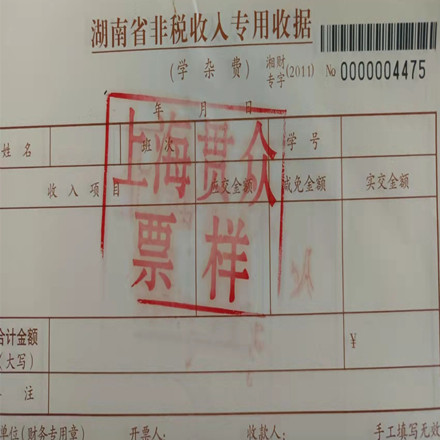 湖南省非税收入专用收据
(学杂费) 湘财专字(2011) No 0000004475
年 月 日
姓名 班次 学号
收入项目 应交金额 减免金额 实交金额
上海贯众
票样
合计金额
(大写) ¥
注
单位(财务专用章) 开票人: 收款人: 手工填写无效